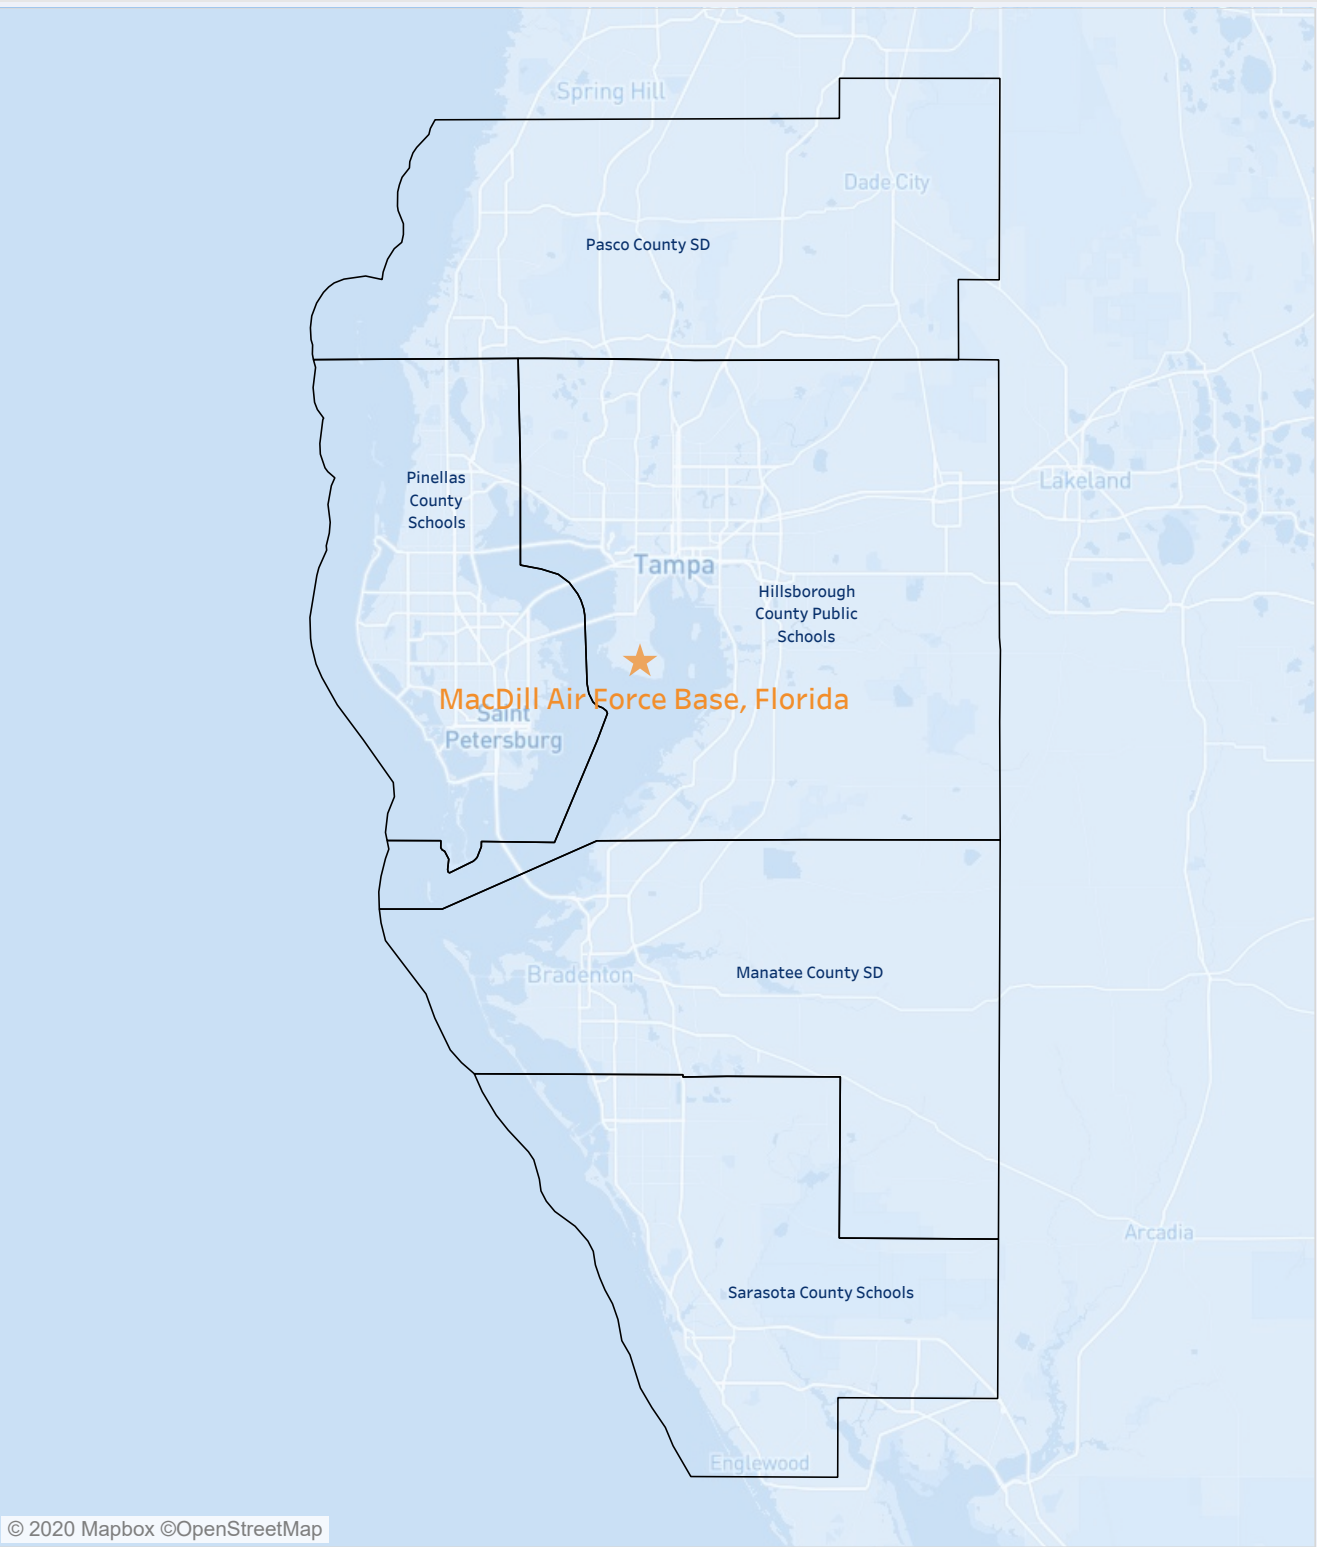 Spring Hill
Dade City
Pasco County SD
Pinellas
County
Schools
Lakeland
Tampa
Hillsborough
County Public
Schools
MacDill Air Force Base, Florida
Saint
Petersburg
Bradenton
Manatee County SD
Arcadia
Sarasota County Schools
Englewood
© 2020 Mapbox ©OpenStreetMap